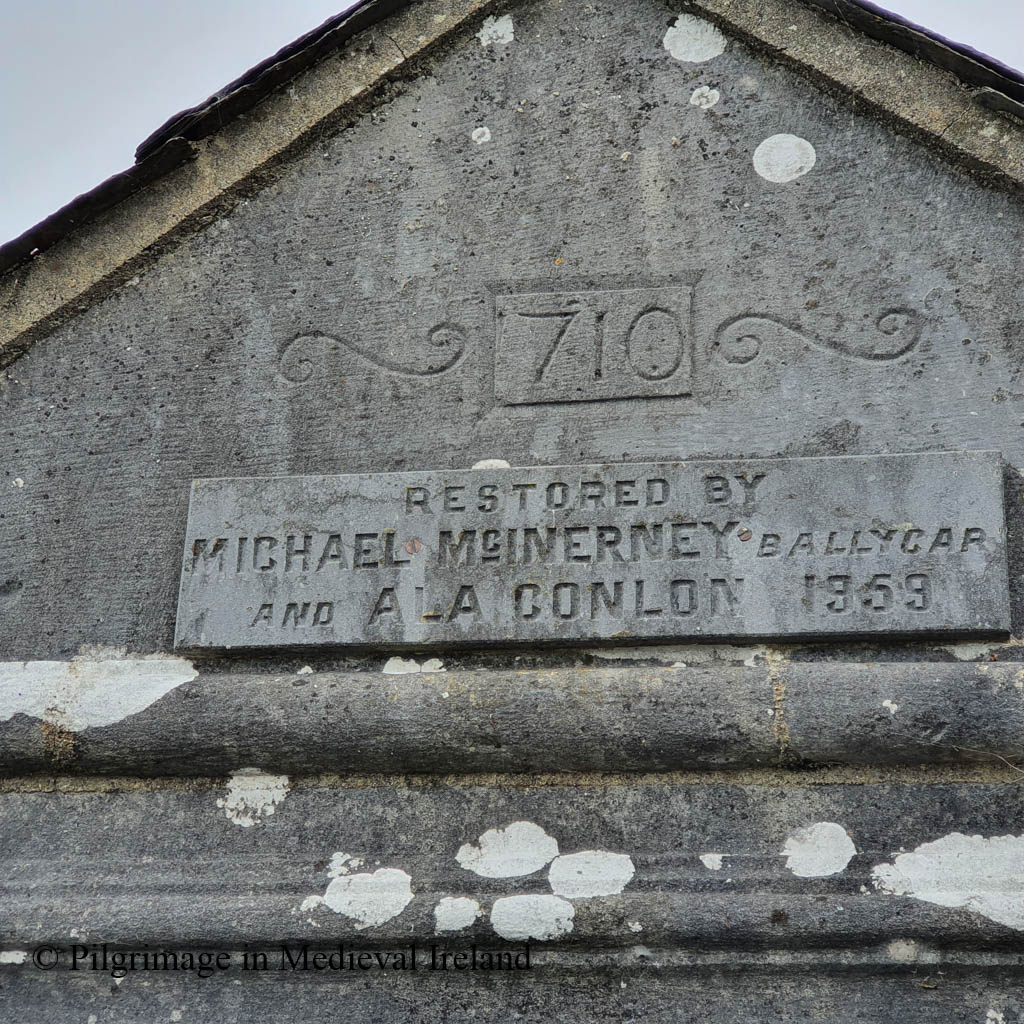 710
RESTORED BY
MICHAEL McINERNEY BALLYCAR
AND ALA CONLON 1959
© Pilgrimage in Medieval Ireland